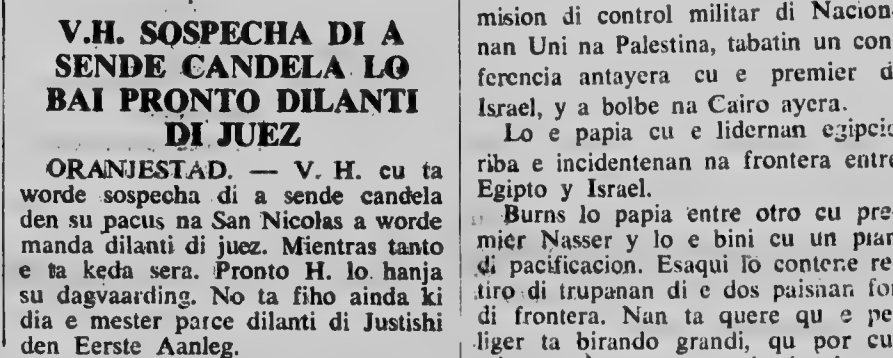 V.H. SOSPECHA DI A
SENDE CANDELA LO
BAI PRONTO DILANTI
DI JUEZ
ORANJESTAD. — V. H. cu ta
worde sospecha di a sende candela
den su pacus na San Nicolas a worde
manda dilanti di juez. Mientras tanto
e ta keda sera. Pronto H. lo hanja
su dagvaarding. No ta fiho ainda ki
dia e mester parce dilanti di Justishi
den Eerste Aanleg.
mision di control militar di Nacion-
nan Uni na Palestina, tabatin un con
ferencia antayera cu e premier d
Israel, y a bolbe na Cairo ayera.
Lo e papia cu e lidernan egipcio
riba e incidentenan na frontera entre
Egipto y Israel.
Burns lo papia entre otro cu pre-
mier Nasser y lo e bini cu un plan
di pacificacion. Esaqui lo contene re
tiro di trupanan di e dos paisnan for
di frontera. Nan ta quere qu e pe
liger ta birando grandi, qu por cu